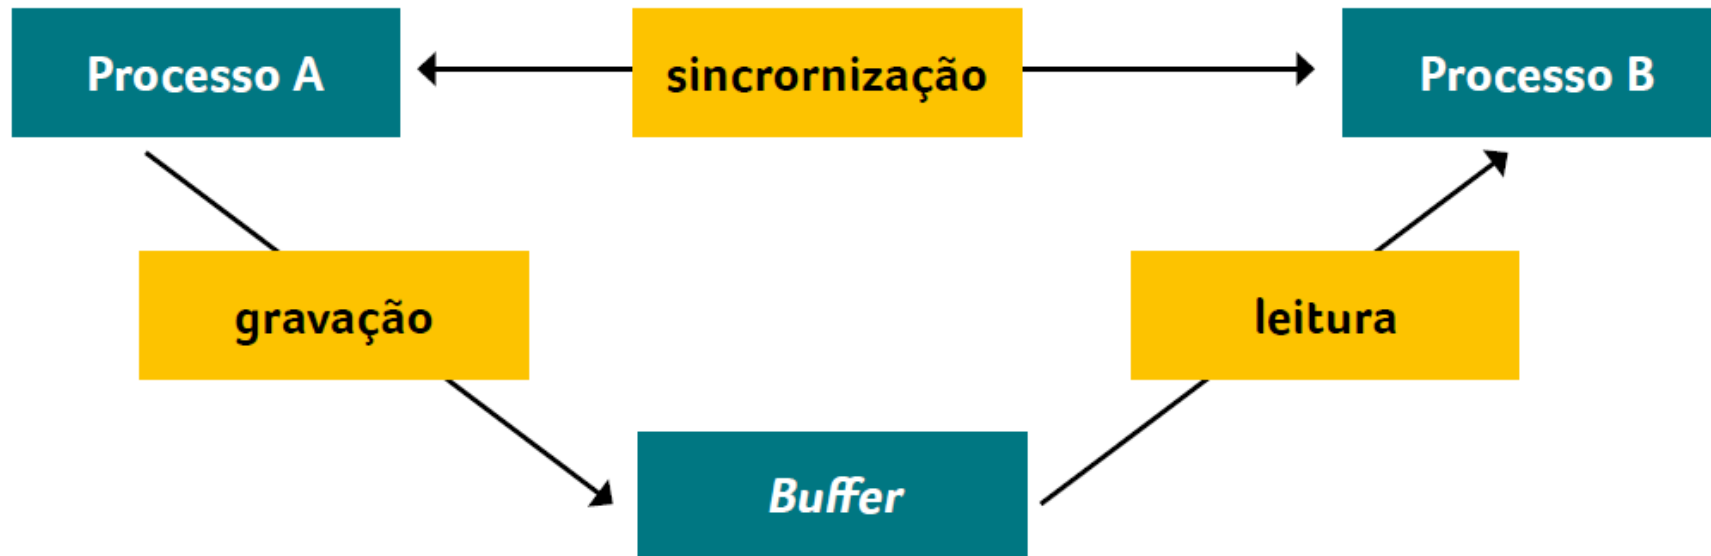 Processo A
sincrornização
Processo B
gravação
leitura
Buffer